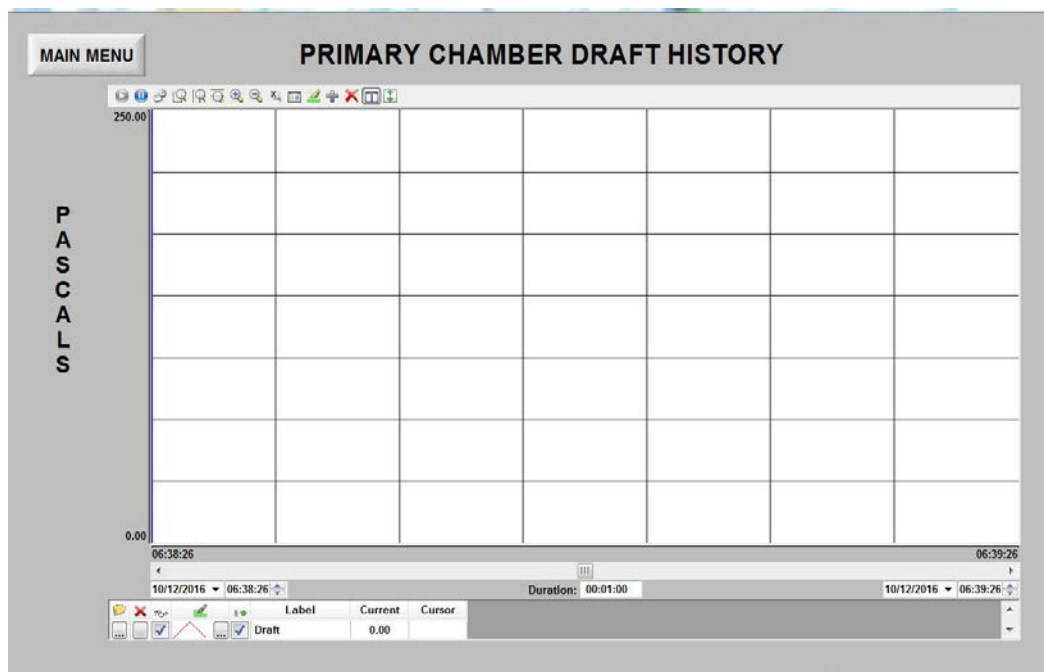 MAIN MENU
PRIMARY CHAMBER DRAFT HISTORY
250.00
PASCALS
0.00
06:38:26 06:39:26
10/12/2016 06:38:26 Duration: 00:01:00 10/12/2016 06:39:26
Label Current Cursor
Draft 0.00